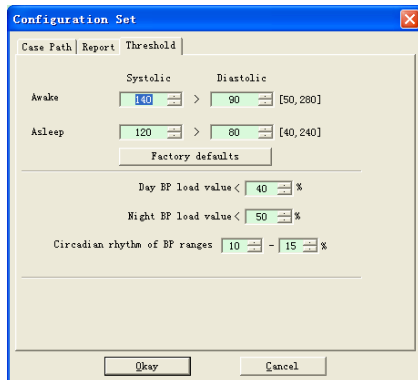 Configuration Set
Case Path Report Threshold
Systolic Diastolic
Awake 140 > 90 [50,280]
Asleep 120 > 80 [40,240]
Factory defaults
Day BP load value< 40 %
Night BP load value< 50 %
Circadian rhythm of BP ranges 10 - 15 %
Okay Cancel